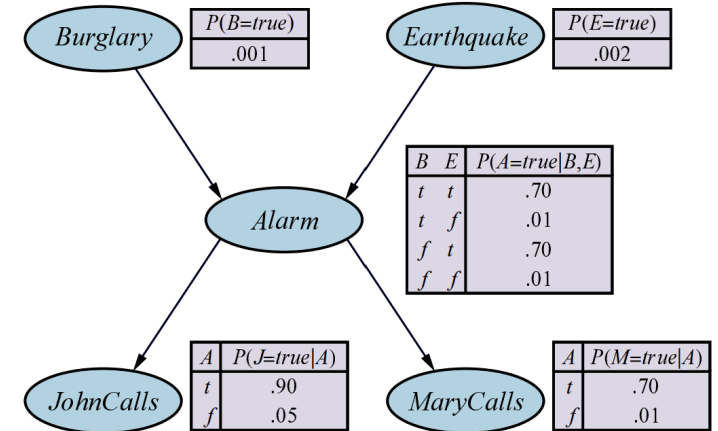 Burglary
P(B=true)
.001
Earthquake
P(E=true)
.002
B E P(A=true|B,E)
t t .70
t f .01
f t .70
f f .01
Alarm
JohnCalls
A P(J=true|A)
t .90
f .05
MaryCalls
A P(M=true|A)
t .70
f .01